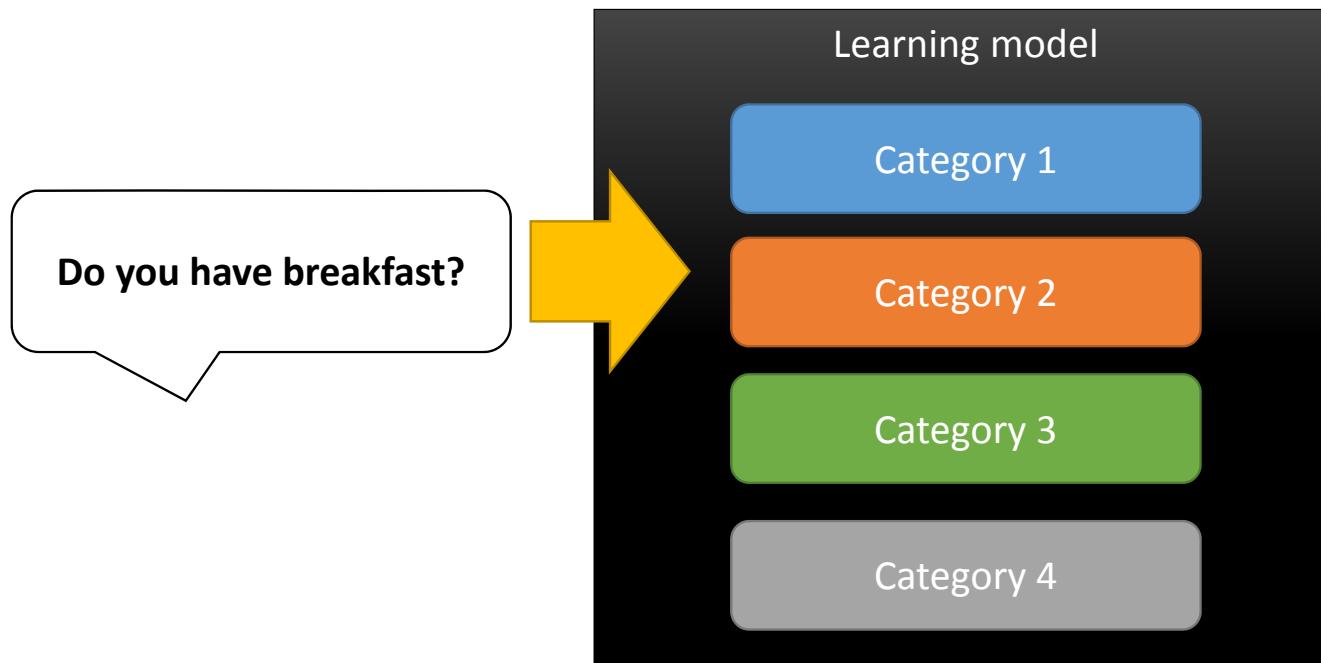 Learning model
Category 1
Do you have breakfast?
Category 2
Category 3
Category 4